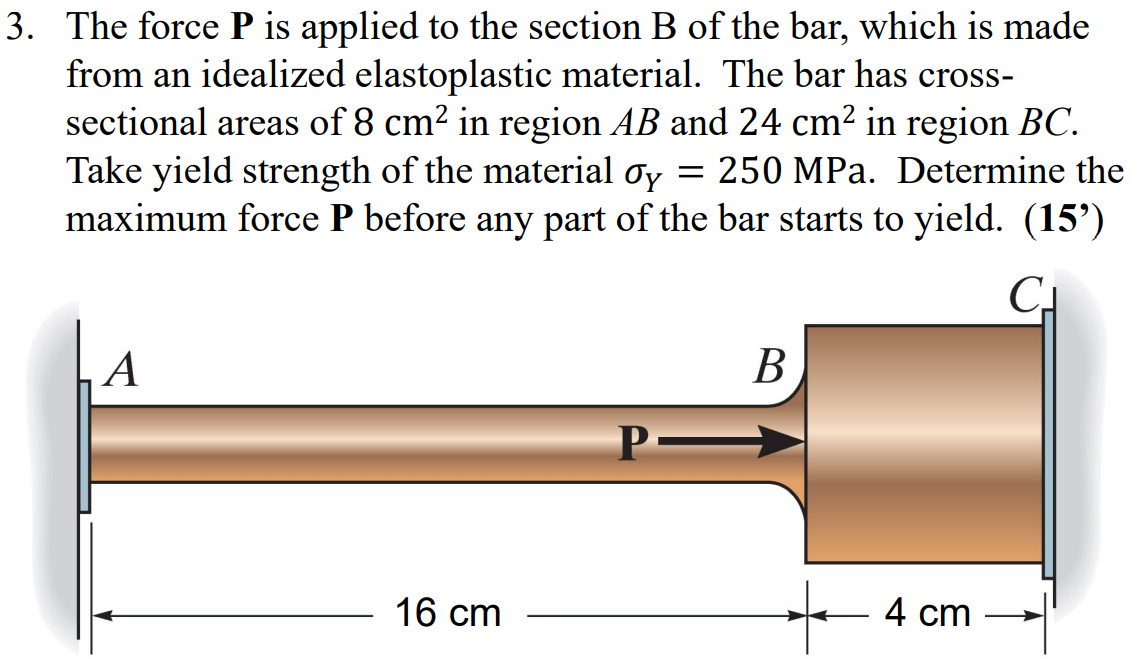 3. The force P is applied to the section B of the bar, which is made
from an idealized elastoplastic material. The bar has cross-
sectional areas of 8 cm² in region AB and 24 cm² in region BC.
Take yield strength of the material σ_Y = 250 MPa. Determine the
maximum force P before any part of the bar starts to yield. (15’)
C
A
B
P
16 cm
4 cm